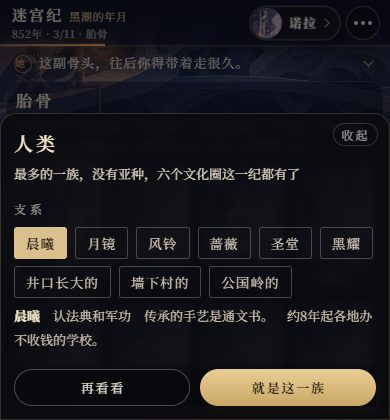 迷宫纪 黑潮的年月
852年 · 3/11 · 胎骨
诺拉
她 这副骨头，往后你得带着走很久。
胎骨
人类
收起
最多的一族，没有亚种，六个文化圈这一纪都有了
支系
晨曦 月镜 风铃 蔷薇 圣堂 黑耀
井口长大的 墙下村的 公国岭的
晨曦 认法典和军功 传承的手艺是通文书。 约8年起各地办
不收钱的学校。
再看看 就是这一族